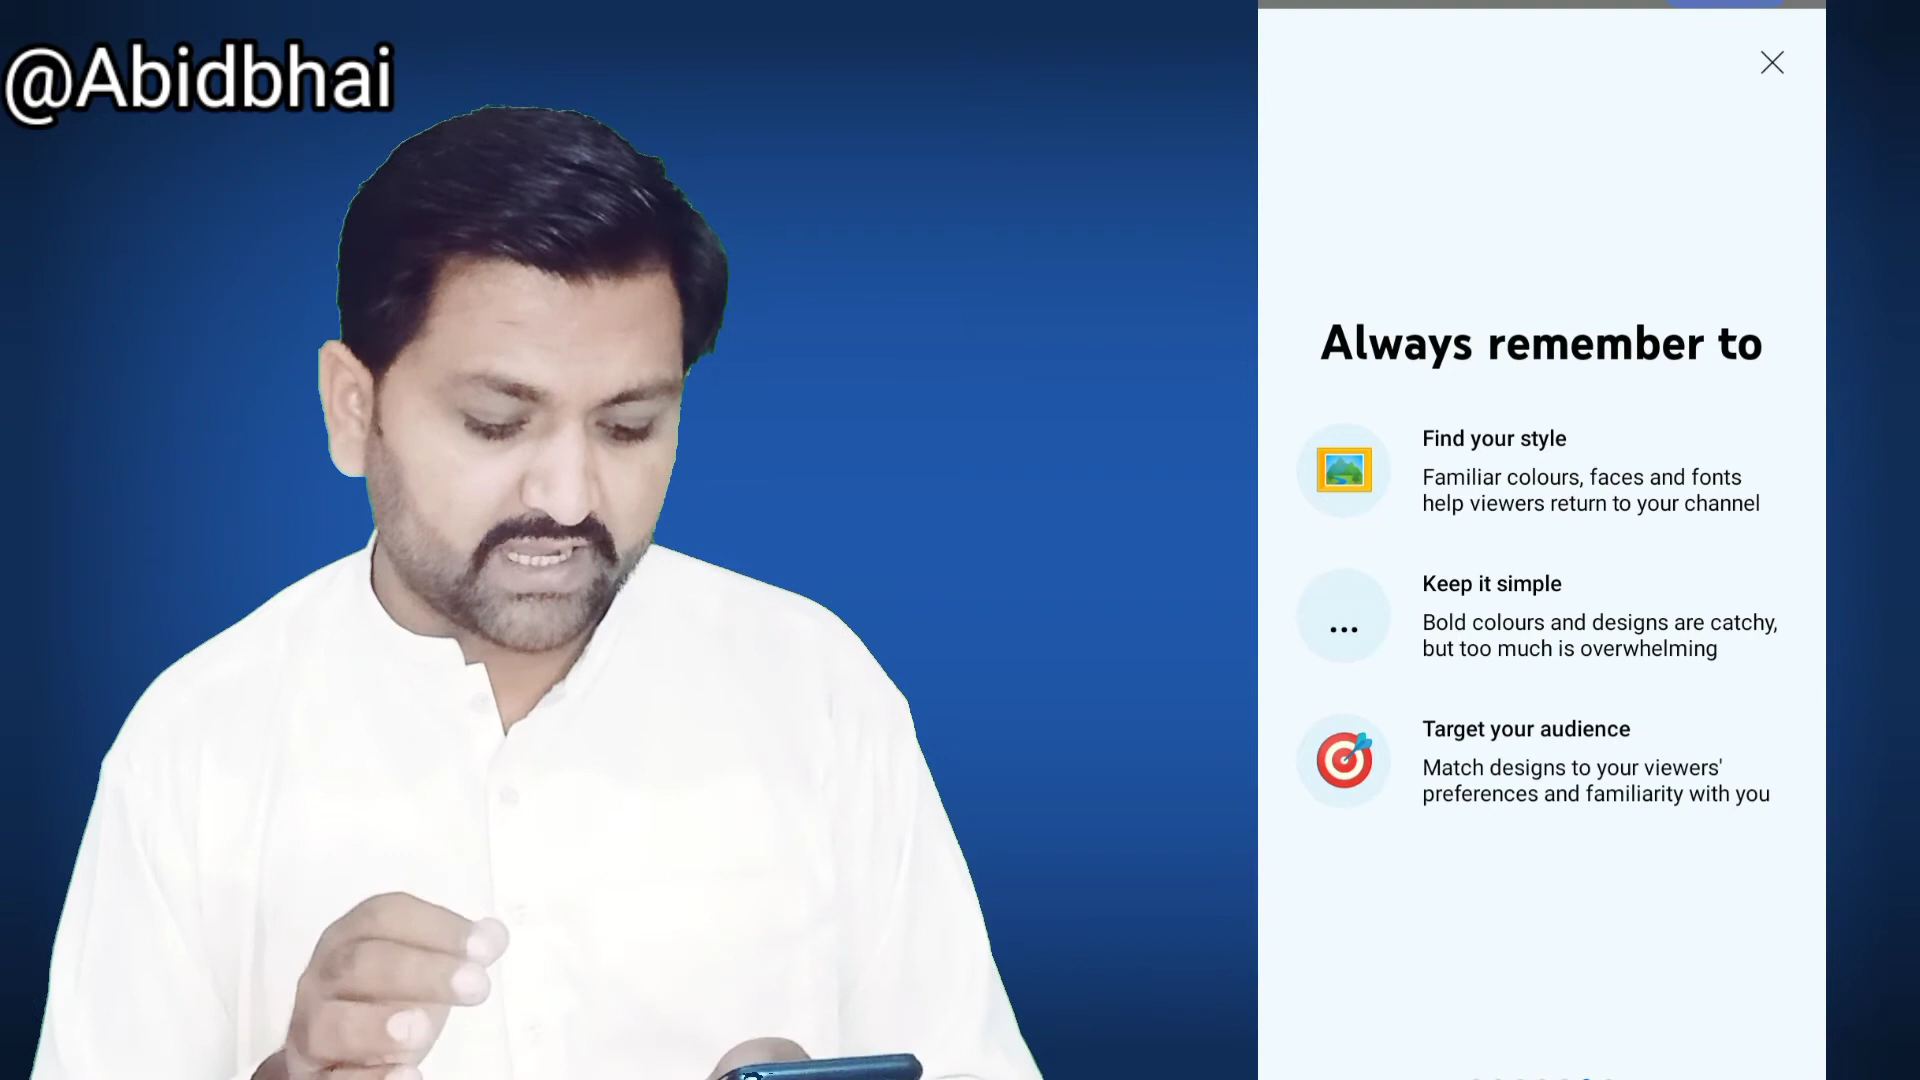 @Abidbhai
Always remember to
Find your style
Familiar colours, faces and fonts
help viewers return to your channel
Keep it simple
...
Bold colours and designs are catchy,
but too much is overwhelming
Target your audience
Match designs to your viewers'
preferences and familiarity with you